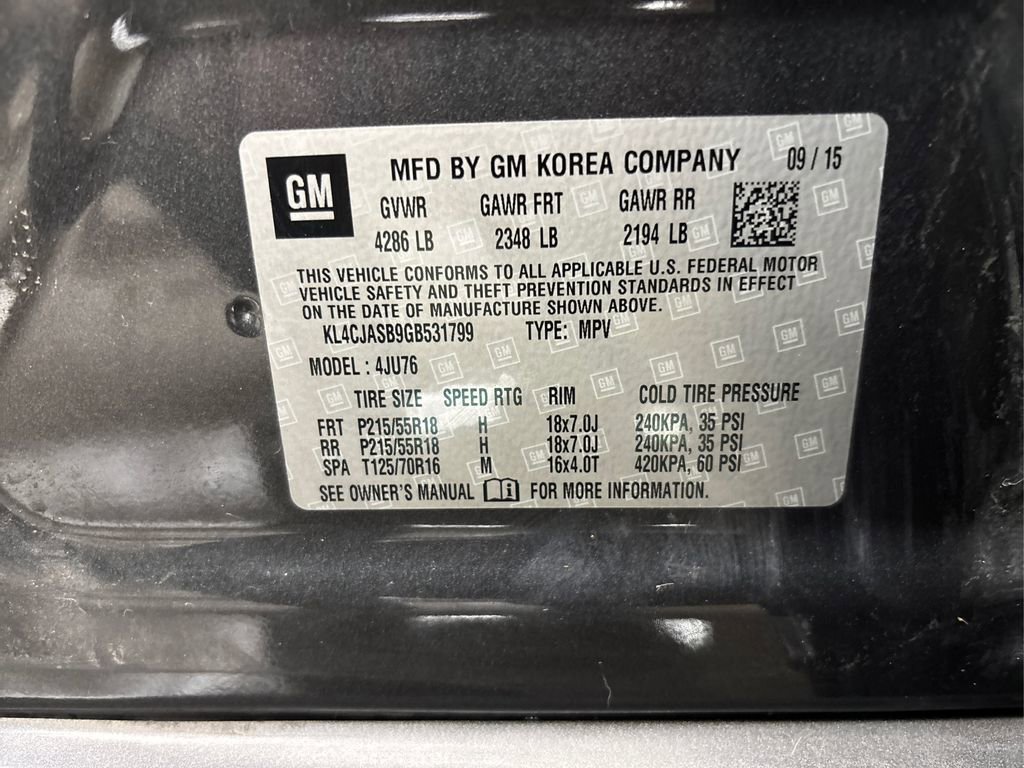 GM
MFD BY GM KOREA COMPANY 09 / 15
GVWR GAWR FRT GAWR RR
4286 LB 2348 LB 2194 LB
THIS VEHICLE CONFORMS TO ALL APPLICABLE U.S. FEDERAL MOTOR
VEHICLE SAFETY AND THEFT PREVENTION STANDARDS IN EFFECT
ON THE DATE OF MANUFACTURE SHOWN ABOVE.
KL4CJASB9GB531799 TYPE: MPV
MODEL : 4JU76
TIRE SIZE SPEED RTG RIM COLD TIRE PRESSURE
FRT P215/55R18 H 18x7.0J 240KPA, 35 PSI
RR P215/55R18 H 18x7.0J 240KPA, 35 PSI
SPA T125/70R16 M 16x4.0T 420KPA, 60 PSI
SEE OWNER'S MANUAL i FOR MORE INFORMATION.